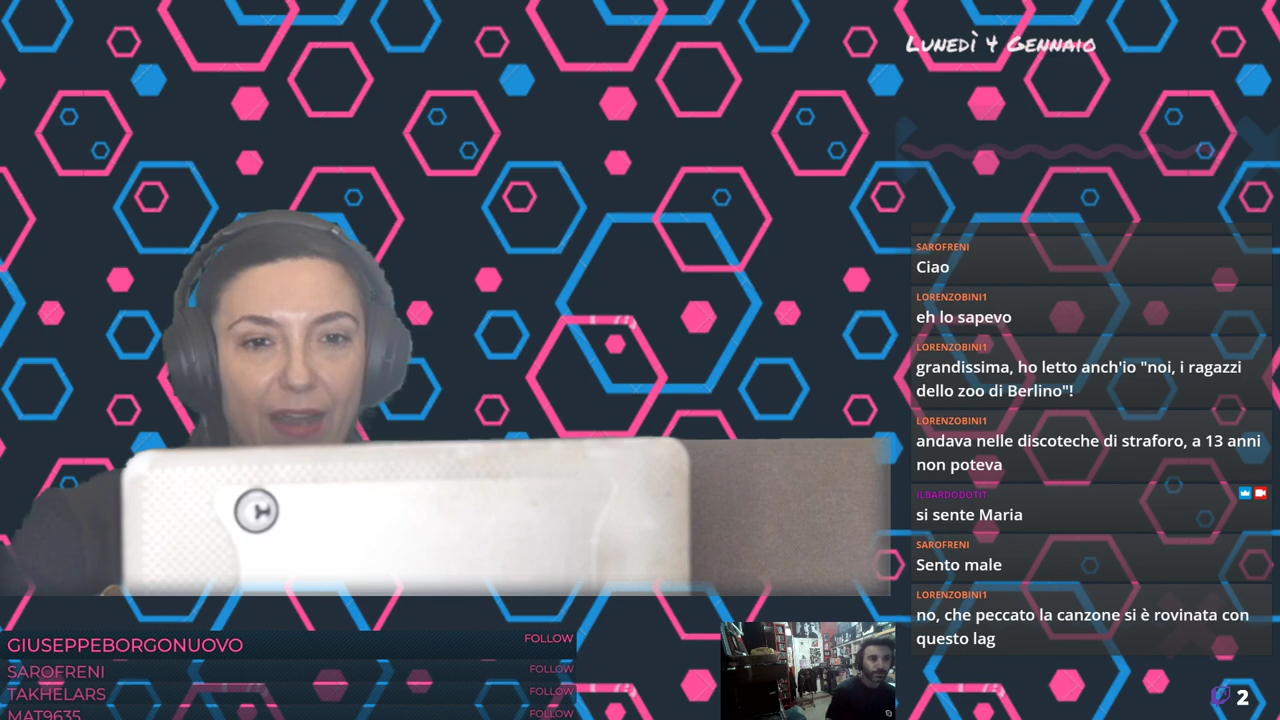 Lunedì 4 Gennaio
SAROFRENI
Ciao
LORENZOBINI1
eh lo sapevo
LORENZOBINI1
grandissima, ho letto anch'io "noi, i ragazzi
dello zoo di Berlino"!
LORENZOBINI1
andava nelle discoteche di straforo, a 13 anni
non poteva
ILBARDODOTIT
si sente Maria
SAROFRENI
Sento male
LORENZOBINI1
no, che peccato la canzone si è rovinata con
questo lag
GIUSEPPEBORGONUOVO FOLLOW
SAROFRENI FOLLOW
TAKHELARS FOLLOW
MAT9635 FOLLOW
2